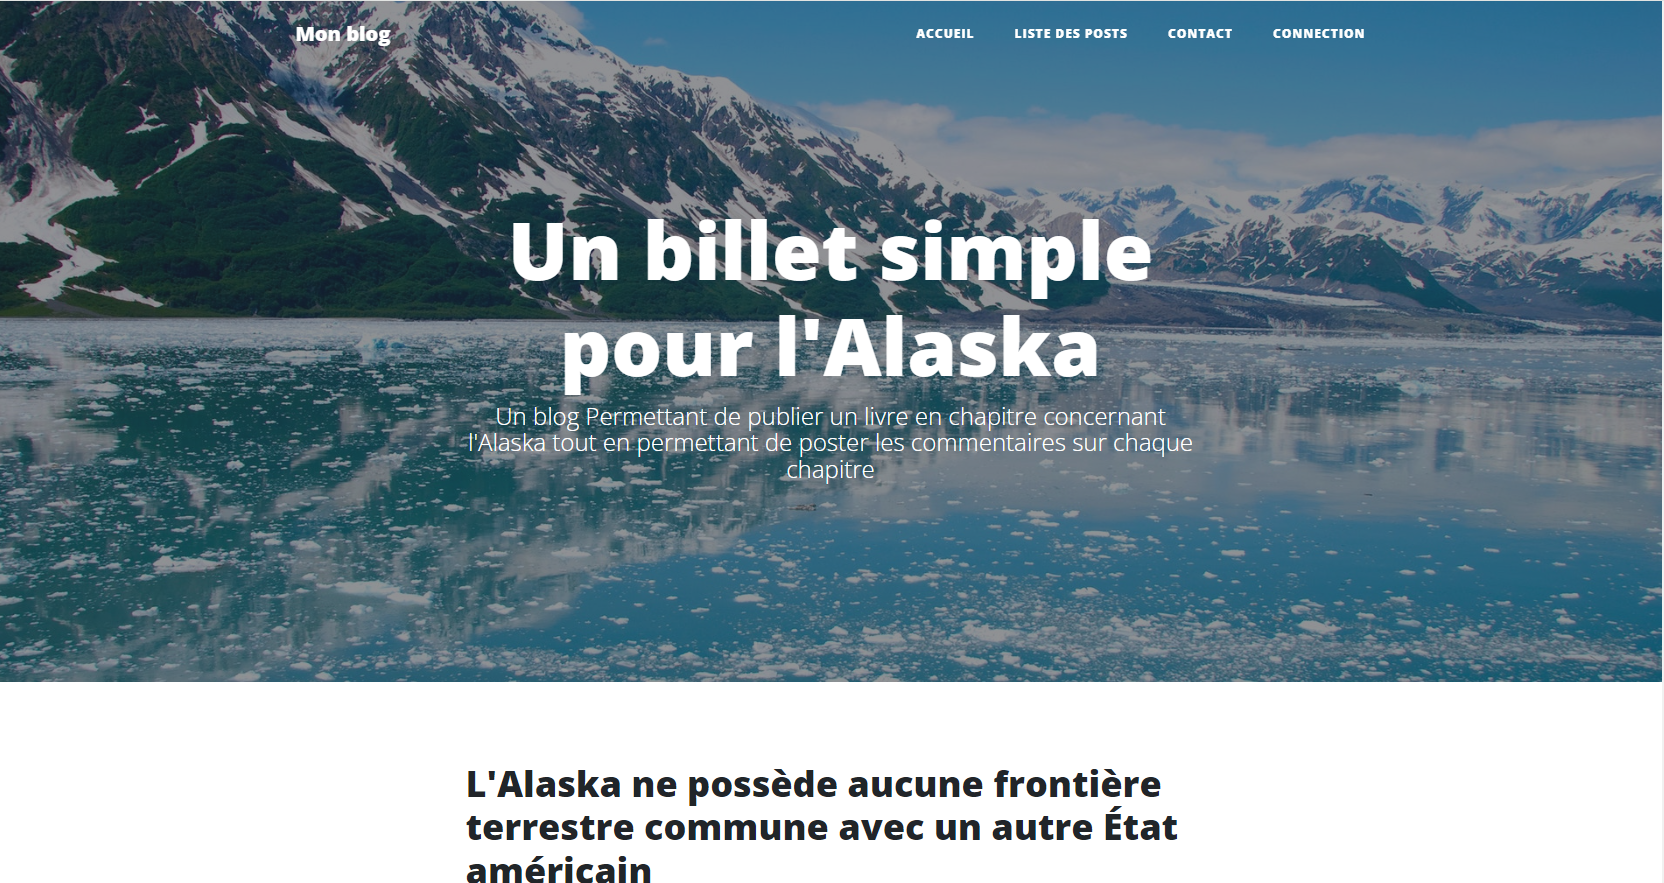 Mon blog
ACCUEIL LISTE DES POSTS CONTACT CONNECTION
Un billet simple
pour l'Alaska
Un blog Permettant de publier un livre en chapitre concernant
l'Alaska tout en permettant de poster les commentaires sur chaque
chapitre
L'Alaska ne possède aucune frontière
terrestre commune avec un autre État
américain